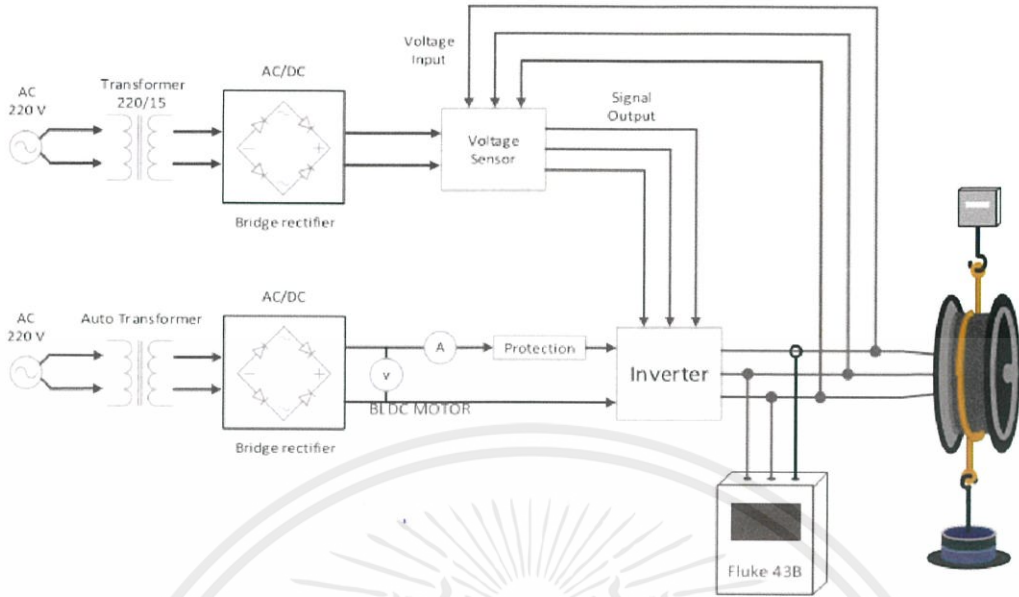 Voltage
Input
AC
220 V
Transformer
220/15
AC/DC
Bridge rectifier
Voltage
Sensor
Signal
Output
AC
220 V
Auto Transformer
AC/DC
Bridge rectifier
A
V
BLDC MOTOR
Protection
Inverter
Fluke 43B